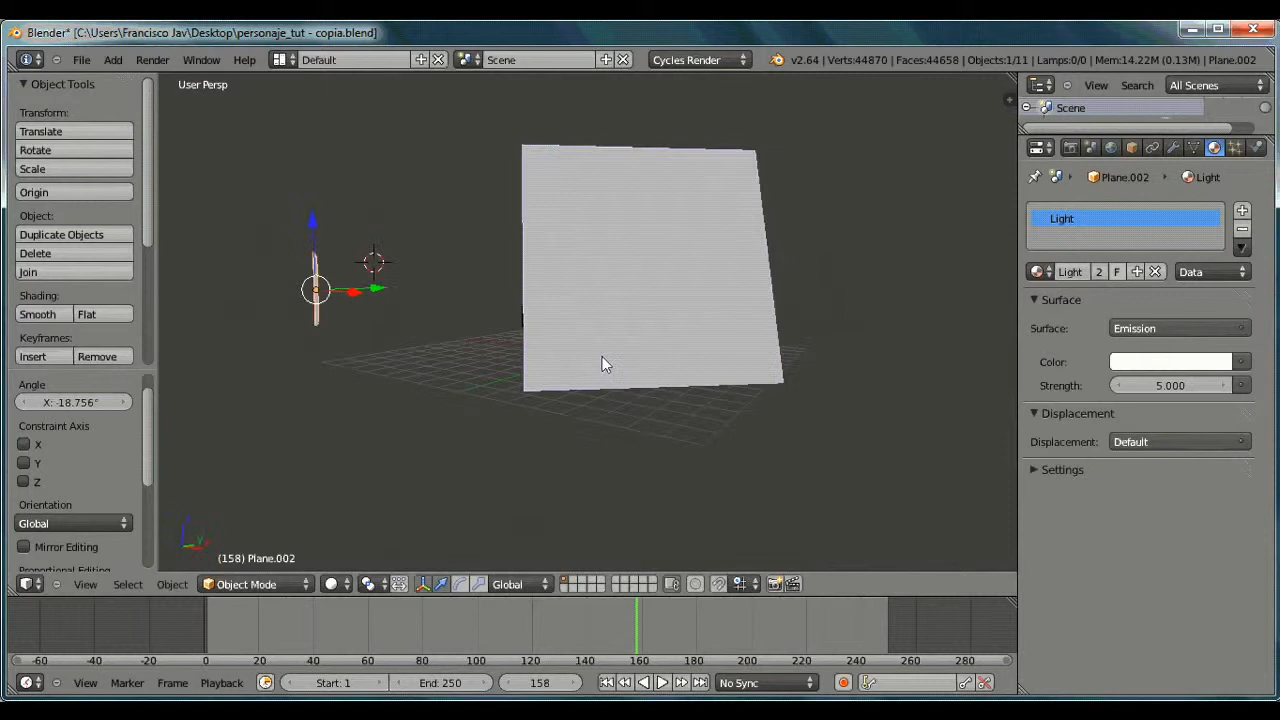 Blender* [C:\Users\Francisco Jav\Desktop\personaje_tut - copia.blend]
File Add Render Window Help Default Scene Cycles Render v2.64 | Verts:44870 | Faces:44658 | Objects:1/11 | Lamps:0/0 | Mem:14.22M (0.13M) | Plane.002
Object Tools
Transform:
Translate
Rotate
Scale
Origin
Object:
Duplicate Objects
Delete
Join
Shading:
Smooth Flat
Keyframes:
Insert Remove
Angle
X: -18.756°
Constraint Axis
X
Y
Z
Orientation
Global
Mirror Editing
User Persp
(158) Plane.002
View Select Object Object Mode Global
View Search All Scenes
Scene
Plane.002 Light
Light
Light 2 F Data
Surface
Surface: Emission
Color:
Strength: 5.000
Displacement
Displacement: Default
Settings
-60 -40 -20 0 20 40 60 80 100 120 140 160 180 200 220 240 260 280
View Marker Frame Playback Start: 1 End: 250 158 No Sync